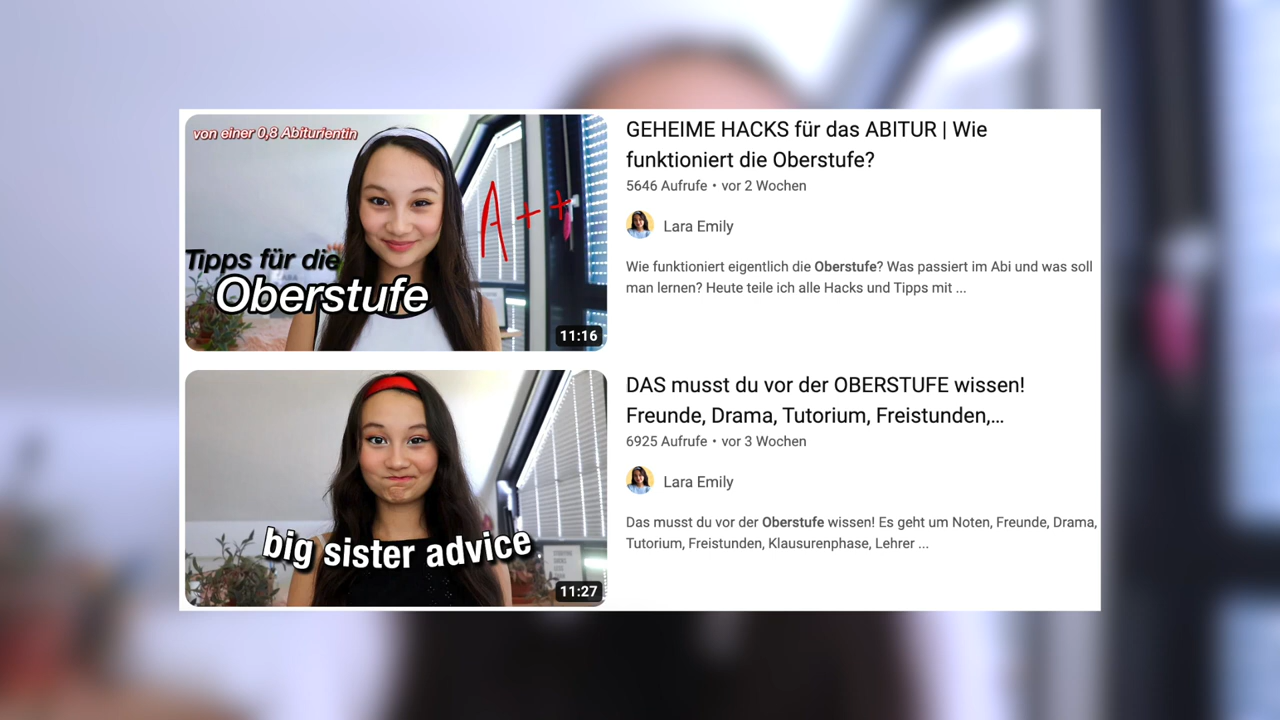 von einer 0,8 Abiturientin
A++
Tipps für die
Oberstufe
11:16
GEHEIME HACKS für das ABITUR | Wie
funktioniert die Oberstufe?
5646 Aufrufe • vor 2 Wochen
Lara Emily
Wie funktioniert eigentlich die Oberstufe? Was passiert im Abi und was soll
man lernen? Heute teile ich alle Hacks und Tipps mit ...
big sister advice
11:27
DAS musst du vor der OBERSTUFE wissen!
Freunde, Drama, Tutorium, Freistunden,...
6925 Aufrufe • vor 3 Wochen
Lara Emily
Das musst du vor der Oberstufe wissen! Es geht um Noten, Freunde, Drama,
Tutorium, Freistunden, Klausurenphase, Lehrer ...